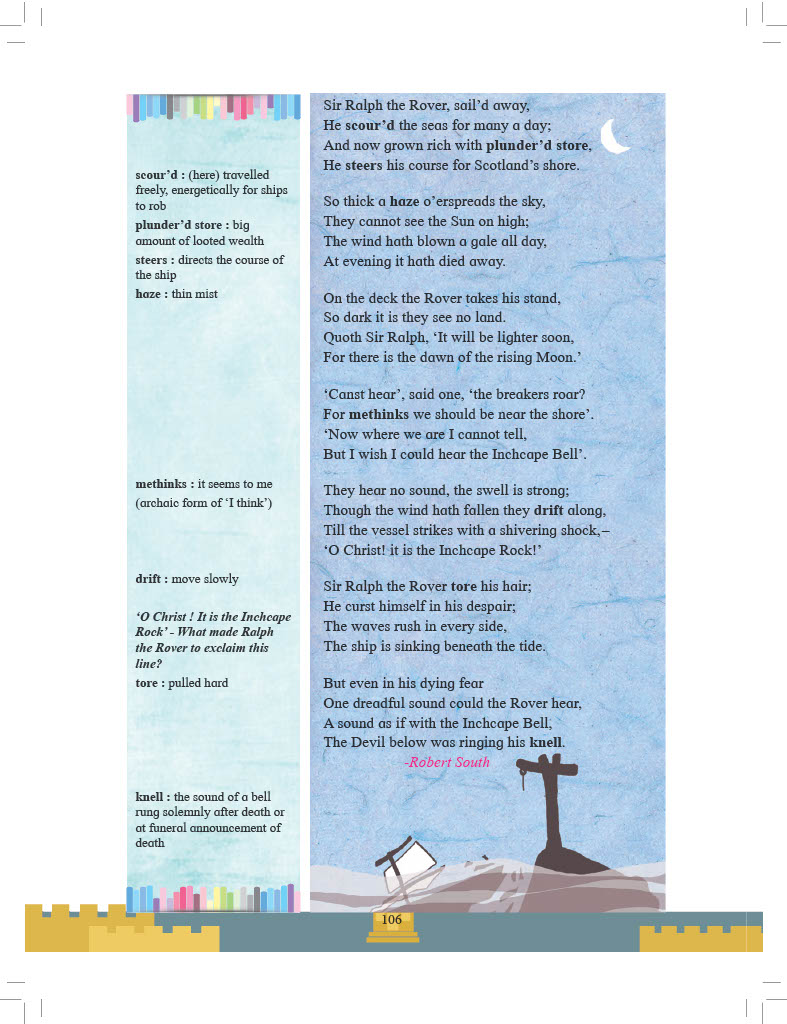 Sir Ralph the Rover, sail’d away,
He scour’d the seas for many a day;
And now grown rich with plunder’d store,
He steers his course for Scotland’s shore.
So thick a haze o’erspreads the sky,
They cannot see the Sun on high;
The wind hath blown a gale all day,
At evening it hath died away.
On the deck the Rover takes his stand,
So dark it is they see no land.
Quoth Sir Ralph, ‘It will be lighter soon,
For there is the dawn of the rising Moon.’
‘Canst hear’, said one, ‘the breakers roar?
For methinks we should be near the shore’.
‘Now where we are I cannot tell,
But I wish I could hear the Inchcape Bell’.
They hear no sound, the swell is strong;
Though the wind hath fallen they drift along,
Till the vessel strikes with a shivering shock,–
‘O Christ! it is the Inchcape Rock!’
Sir Ralph the Rover tore his hair;
He curst himself in his despair;
The waves rush in every side,
The ship is sinking beneath the tide.
But even in his dying fear
One dreadful sound could the Rover hear,
A sound as if with the Inchcape Bell,
The Devil below was ringing his knell.
-Robert South
scour’d : (here) travelled
freely, energetically for ships
to rob
plunder’d store : big
amount of looted wealth
steers : directs the course of
the ship
haze : thin mist
methinks : it seems to me
(archaic form of ‘I think’)
drift : move slowly
‘O Christ ! It is the Inchcape
Rock’ - What made Ralph
the Rover to exclaim this
line?
tore : pulled hard
knell : the sound of a bell
rung solemnly after death or
at funeral announcement of
death
106